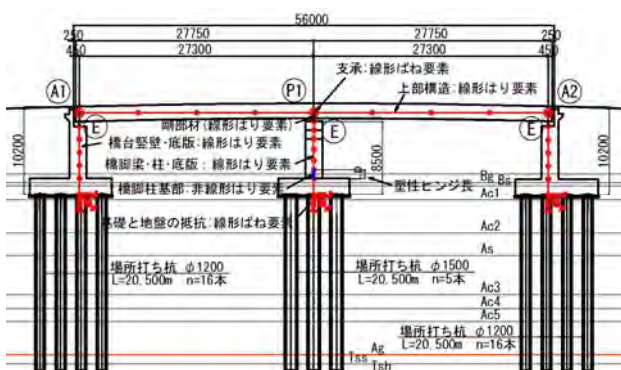 56000
250
27750
27750
250
450
27300
27300
450
A1
P1
A2
支承：線形ばね要素
上部構造：線形はり要素
剛部材(線形はり要素)
E
E
E
橋台竪壁・底版：線形はり要素
橋脚梁・柱・底版：線形はり要素
橋脚柱基部：非線形はり要素
塑性ヒンジ長
基礎と地盤の抵抗：線形ばね要素
10200
8500
10200
Bg
Bs
Ac1
Ac2
As
場所打ち杭 φ1200
L=20.500m n=16本
場所打ち杭 φ1500
L=20.500m n=5本
Ac3
Ac4
Ac5
場所打ち杭 φ1200
L=20.500m n=16本
Ag
Tss
Tsh